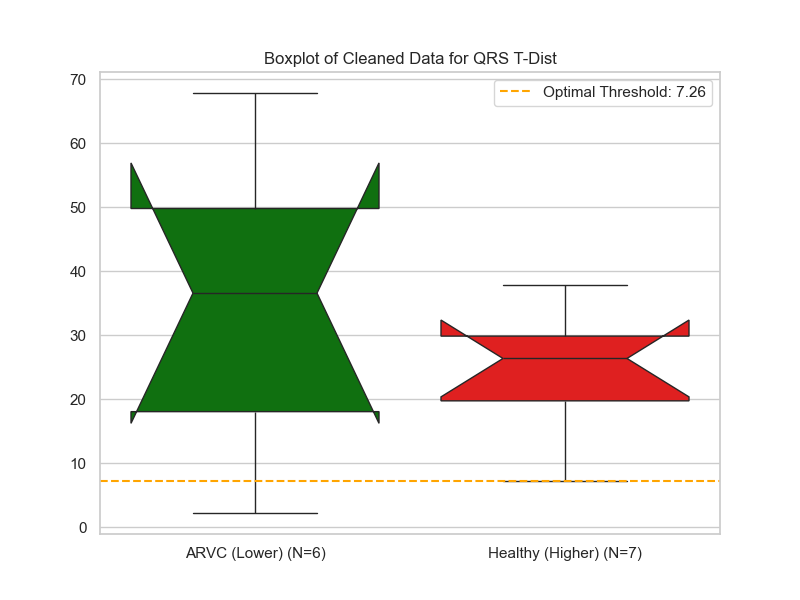 Boxplot of Cleaned Data for QRS T-Dist
Optimal Threshold: 7.26
70
60
50
40
30
20
10
0
ARVC (Lower) (N=6)
Healthy (Higher) (N=7)